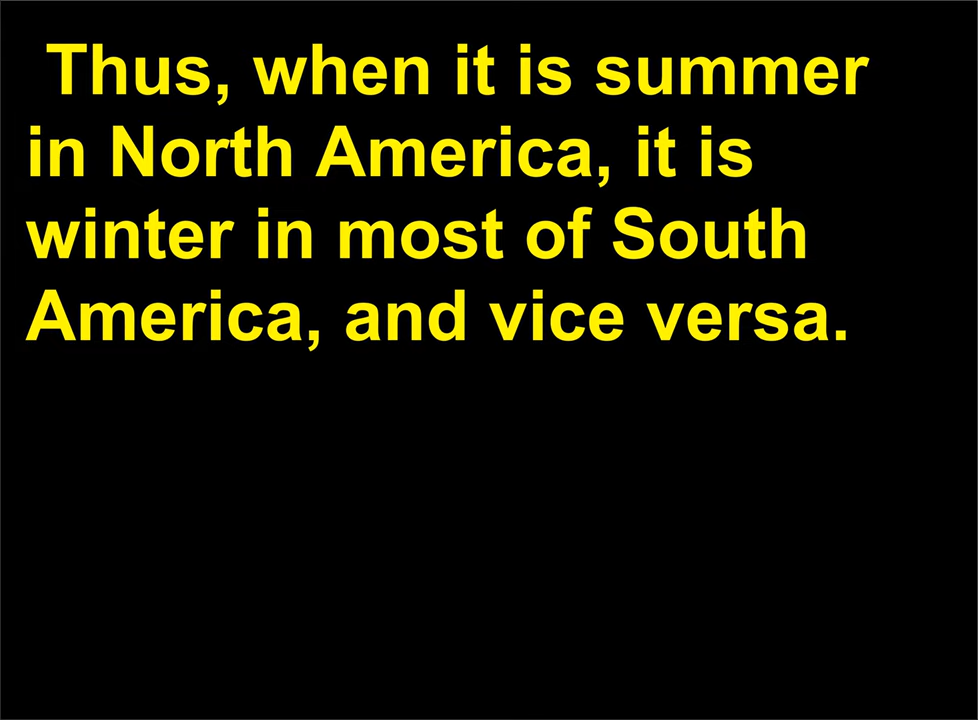 Thus, when it is summer
in North America, it is
winter in most of South
America, and vice versa.